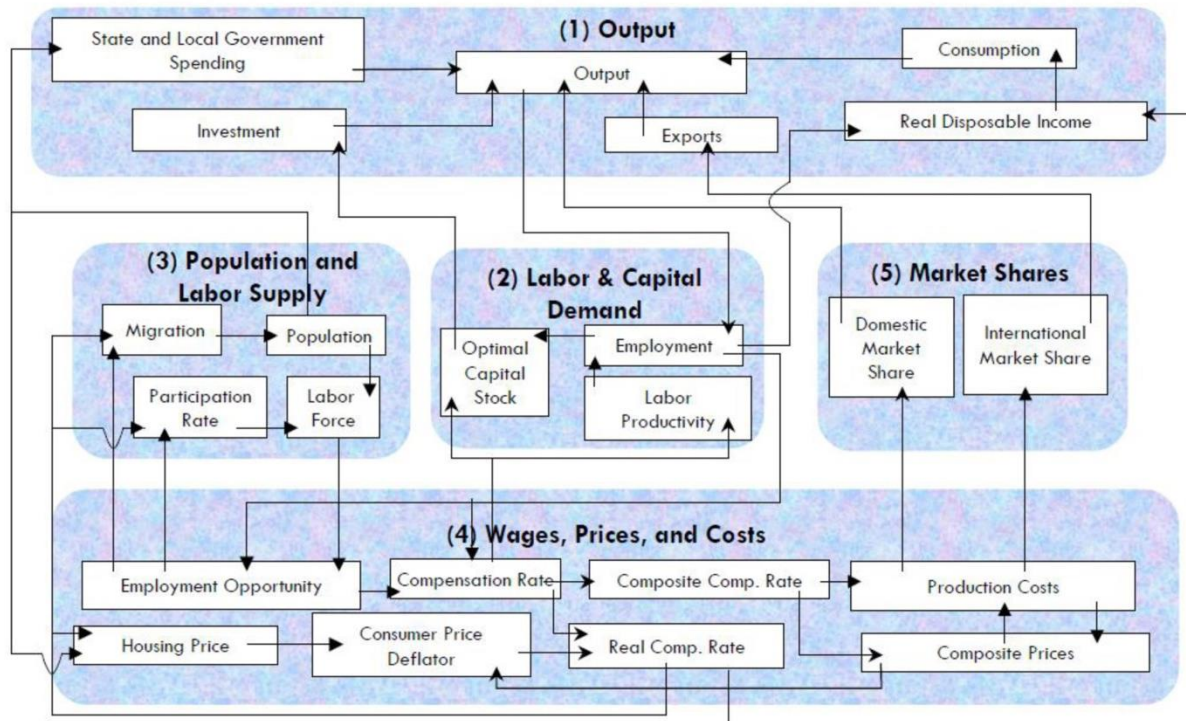 (1) Output
State and Local Government
Spending
Output
Consumption
Investment
Exports
Real Disposable Income
(3) Population and
Labor Supply
Migration
Population
Participation
Rate
Labor
Force
(2) Labor & Capital
Demand
Optimal
Capital
Stock
Employment
Labor
Productivity
(5) Market Shares
Domestic
Market
Share
International
Market Share
(4) Wages, Prices, and Costs
Employment Opportunity
Compensation Rate
Composite Comp. Rate
Production Costs
Housing Price
Consumer Price
Deflator
Real Comp. Rate
Composite Prices